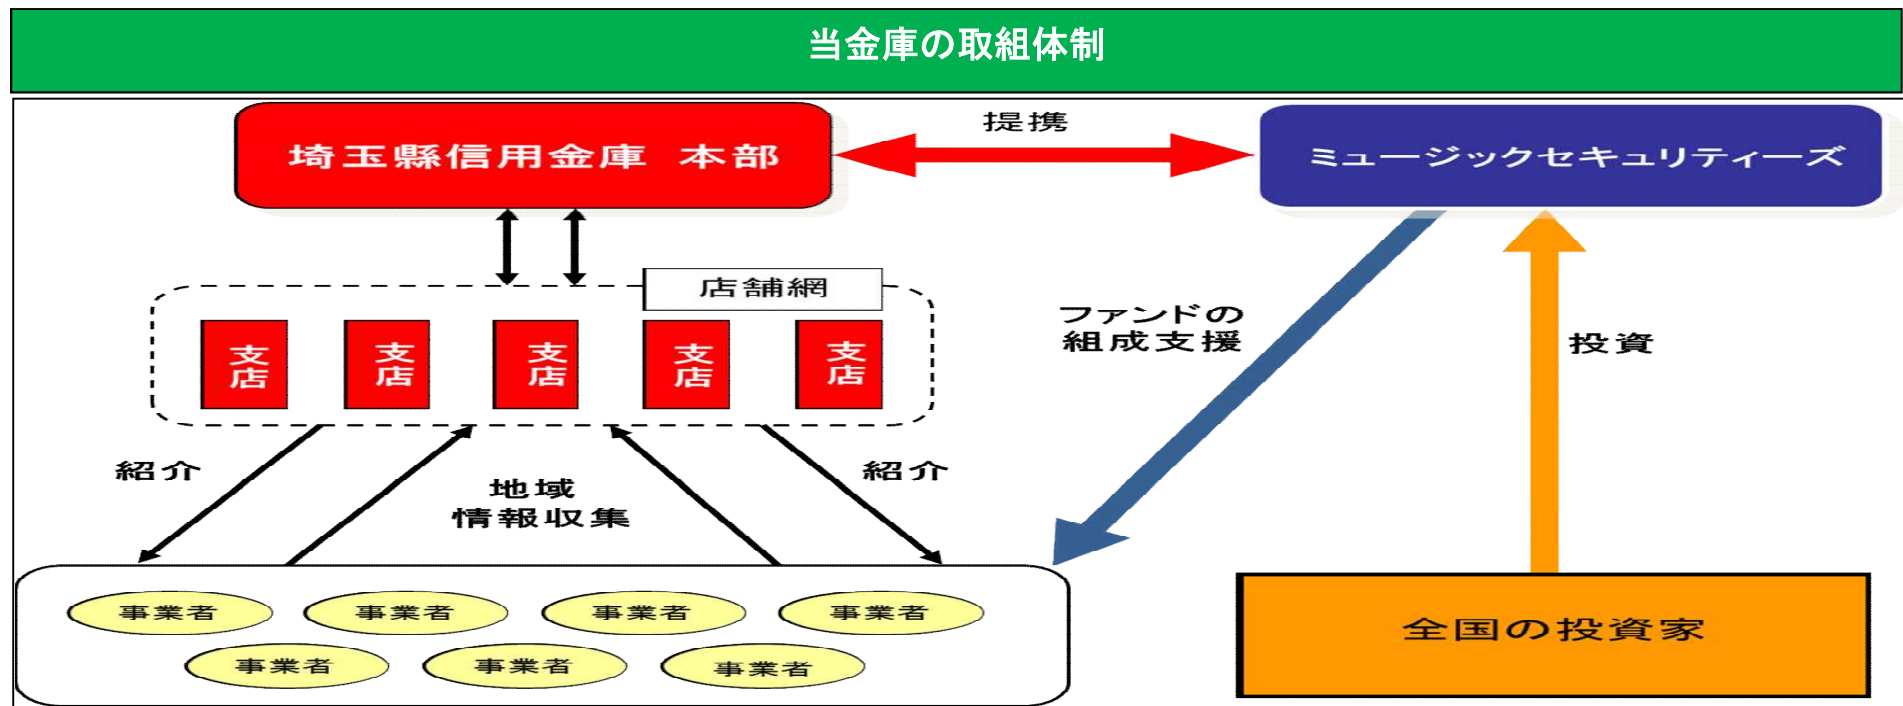 当金庫の取組体制
埼玉縣信用金庫 本部
提携
ミュージックセキュリティーズ
店舗網
支店
支店
支店
支店
支店
ファンドの
組成支援
投資
紹介
地域
情報収集
紹介
事業者
事業者
事業者
事業者
事業者
事業者
事業者
全国の投資家